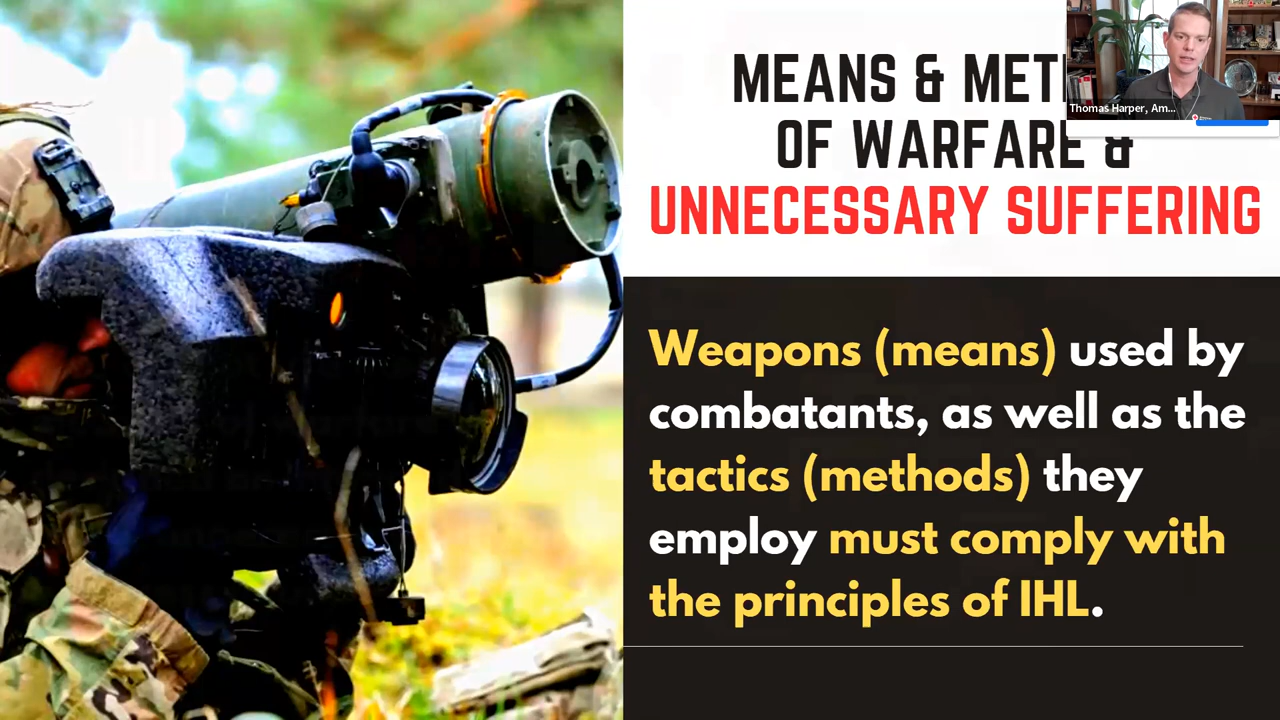 MEANS & MET
OF WARFARE &
UNNECESSARY SUFFERING
Thomas Harper, Am...
Weapons (means) used by
combatants, as well as the
tactics (methods) they
employ must comply with
the principles of IHL.